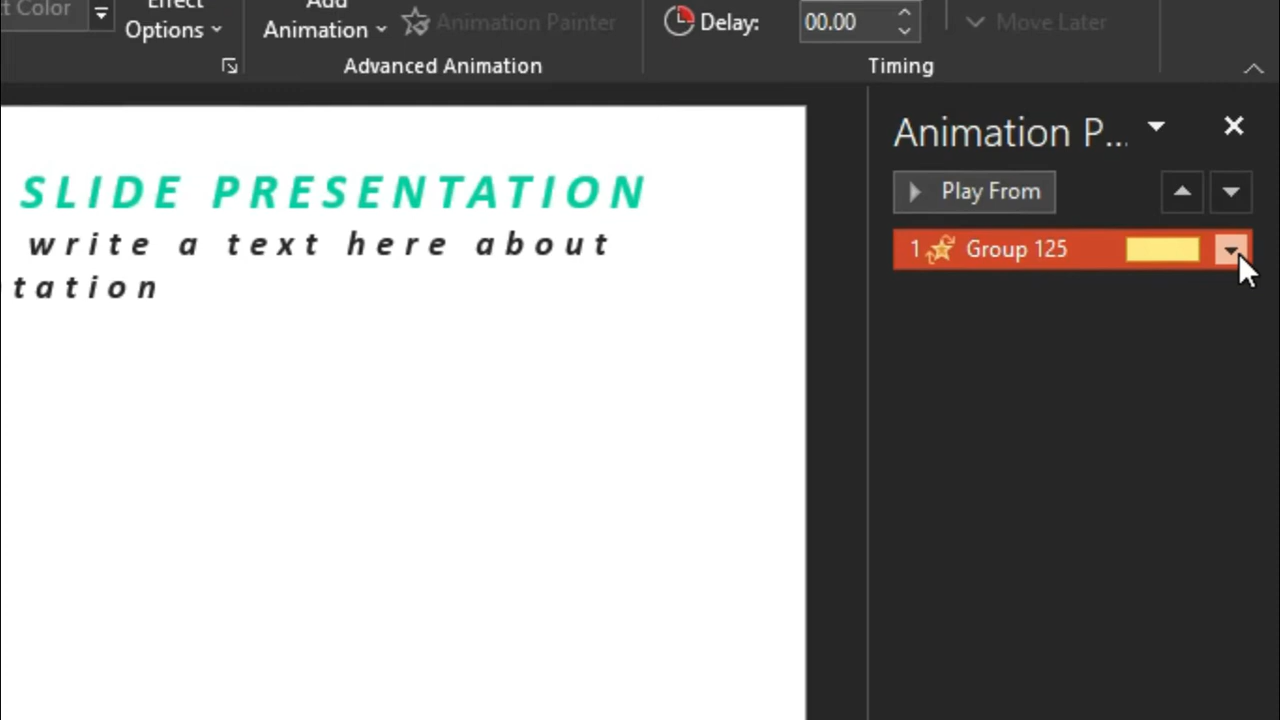 t Color
Effect
Options
Add
Animation
Animation Painter
Delay:
00.00
Move Later
Advanced Animation
Timing
SLIDE PRESENTATION
write a text here about
tation
Animation P...
Play From
1 Group 125